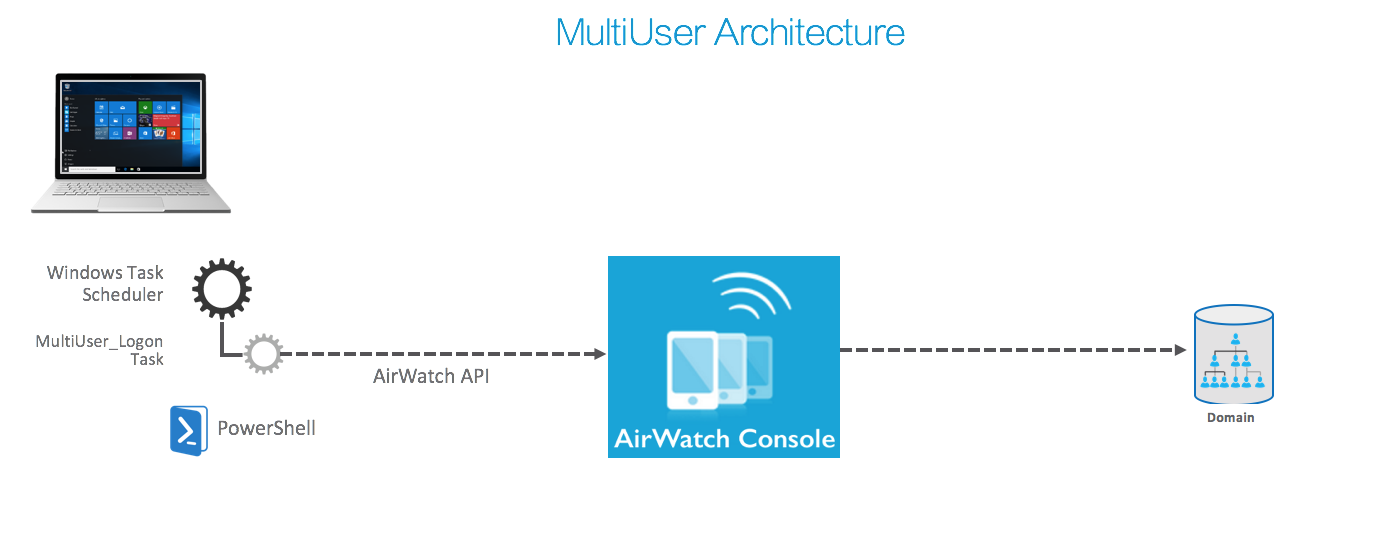 MultiUser Architecture
Windows Task
Scheduler
MultiUser_Logon
Task
AirWatch API
PowerShell
AirWatch Console
Domain